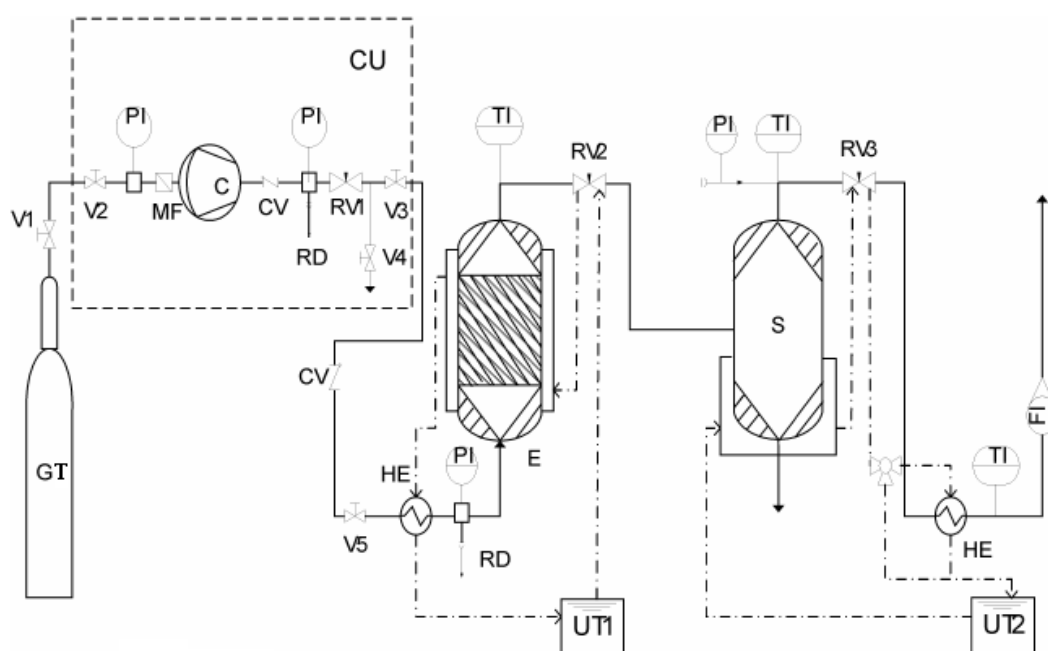 CU
PI
PI
TI
PI
TI
RV2
RV3
C
V1
V2
MF
CV
RV1
V3
RD
V4
S
CV
FI
GT
HE
PI
E
TI
V5
RD
HE
UT1
UT2